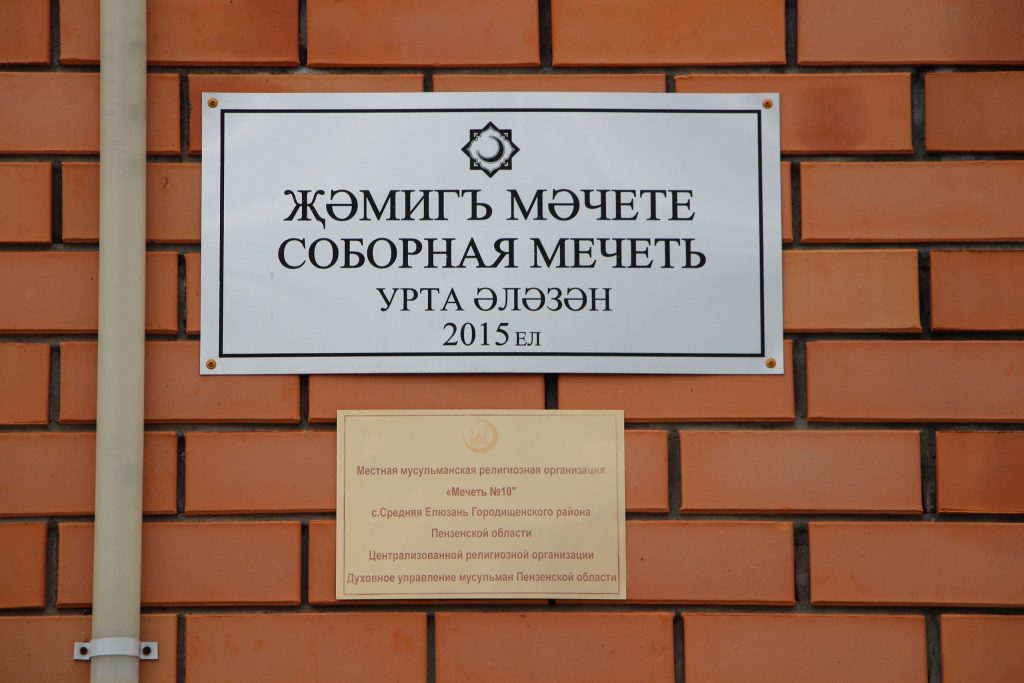 ҖӘМИГЪ МӘЧЕТЕ
СОБОРНАЯ МЕЧЕТЬ
УРТА ӘЛӘЗӘН
2015 ЕЛ
Местная мусульманская религиозная организация
«Мечеть №10"
с.Средняя Елюзань Городищенского района
Пензенской области
Централизованной религиозной организации
Духовное управление мусульман Пензенской области